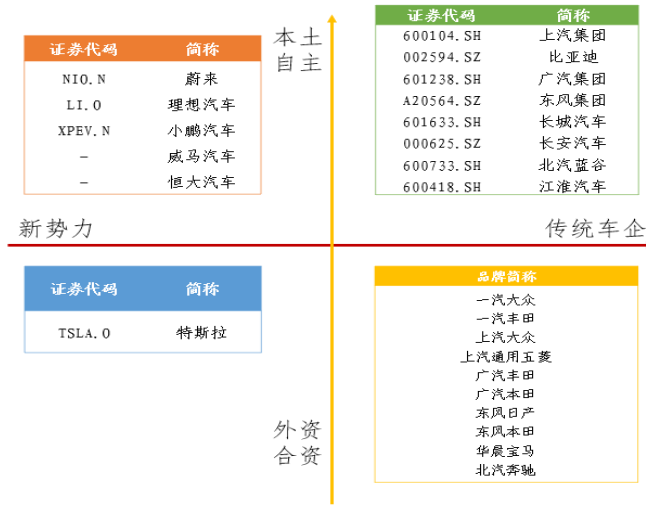 本土
自主
证券代码 简称
NIO.N 蔚来
LI.O 理想汽车
XPEV.N 小鹏汽车
— 威马汽车
— 恒大汽车
证券代码 简称
600104.SH 上汽集团
002594.SZ 比亚迪
601238.SH 广汽集团
A20564.SZ 东风集团
601633.SH 长城汽车
000625.SZ 长安汽车
600733.SH 北汽蓝谷
600418.SH 江淮汽车
新势力
传统车企
证券代码 简称
TSLA.O 特斯拉
品牌简称
一汽大众
一汽丰田
上汽大众
上汽通用五菱
广汽丰田
广汽本田
东风日产
东风本田
华晨宝马
北汽奔驰
外资
合资